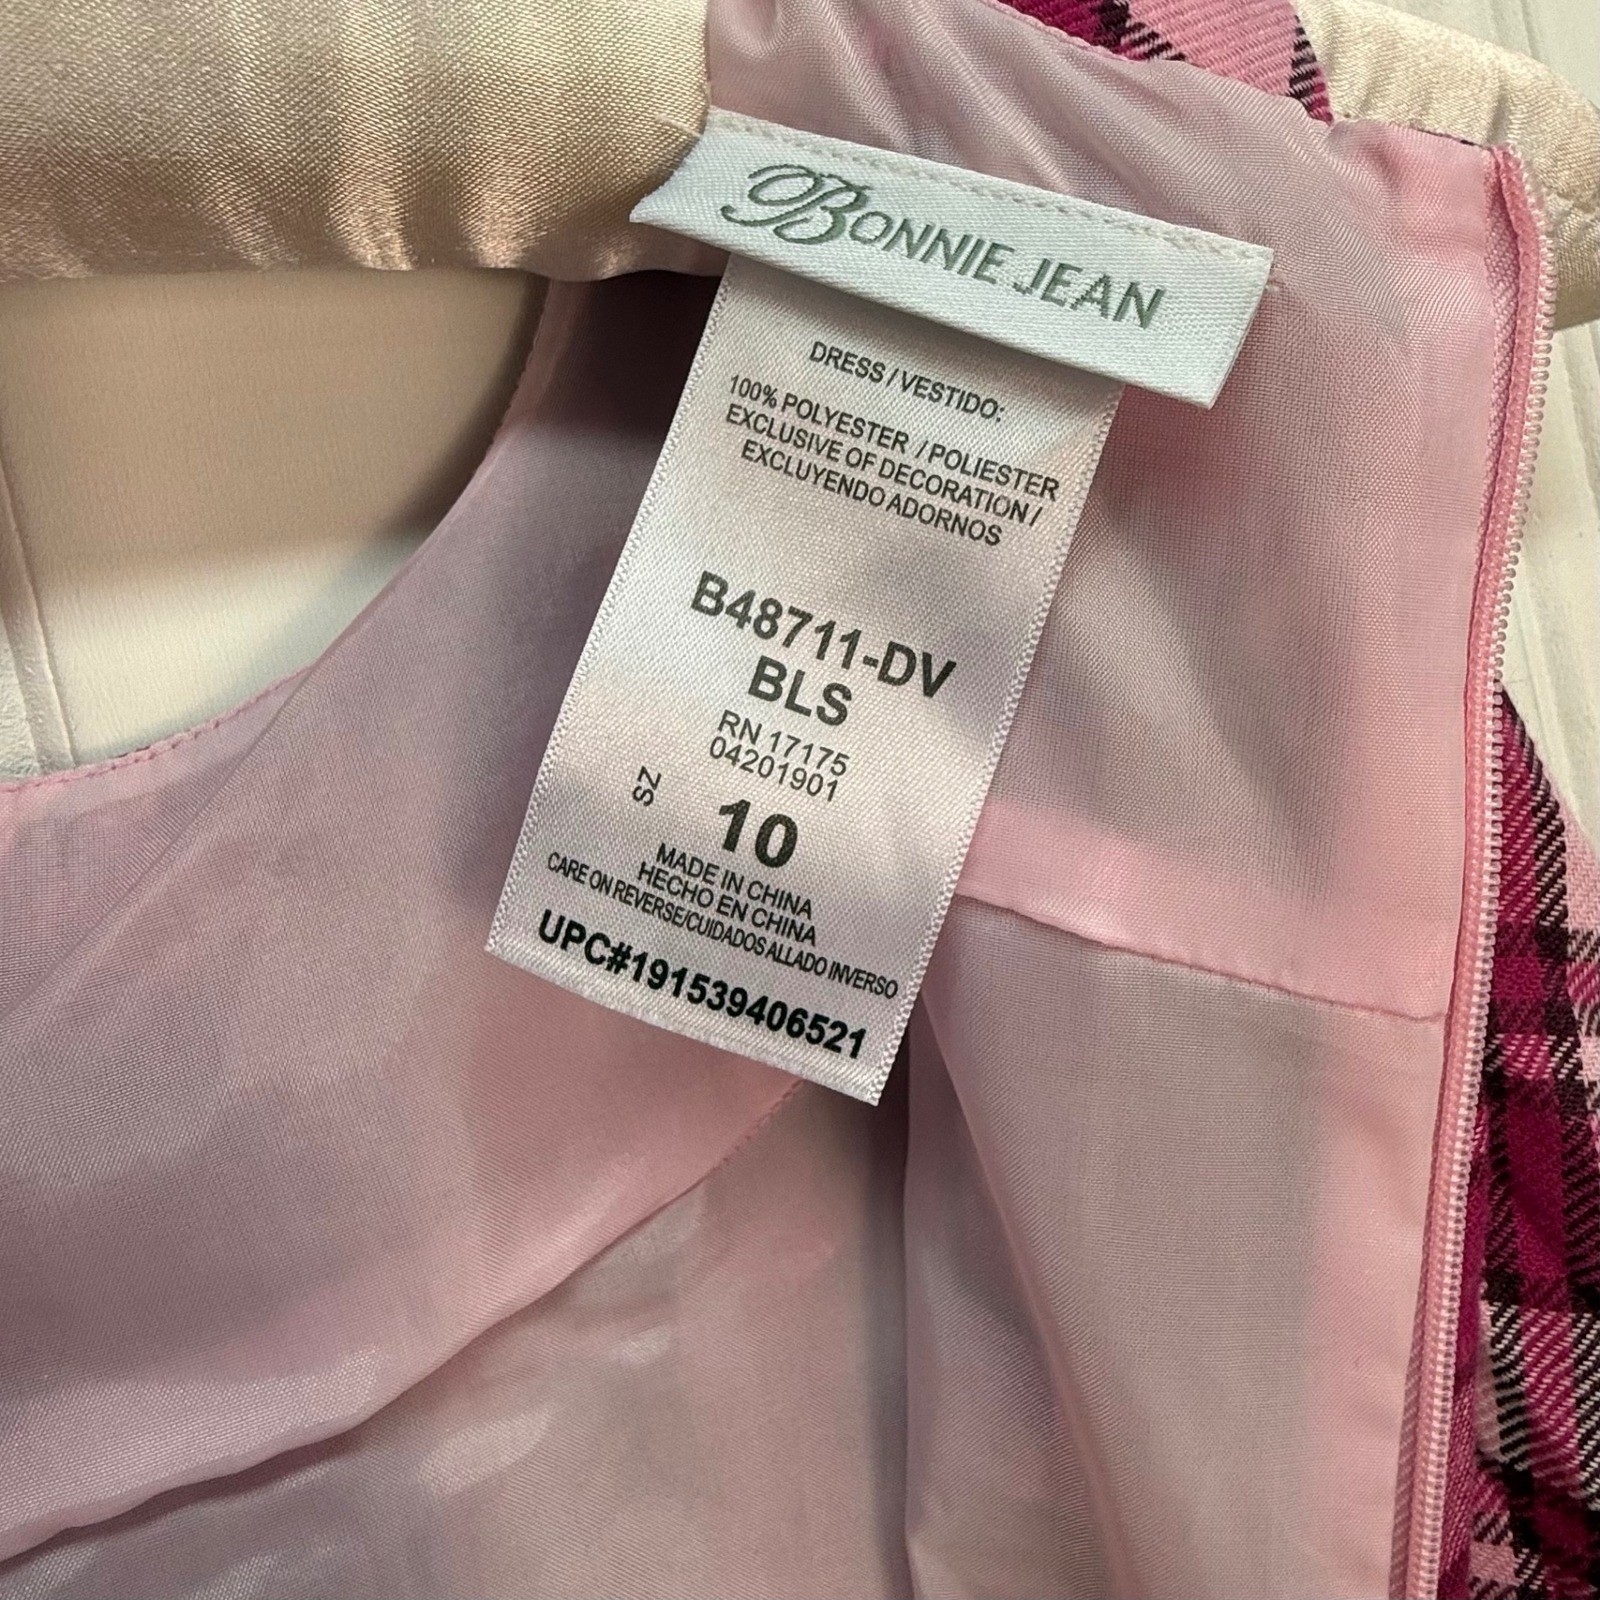 BONNIE JEAN
DRESS / VESTIDO:
100% POLYESTER / POLIESTER
EXCLUSIVE OF DECORATION /
EXCLUYENDO ADORNOS
B48711-DV
BLS
RN 17175
04201901
SZ 10
MADE IN CHINA
HECHO EN CHINA
CARE ON REVERSE/CUIDADOS ALLADO INVERSO
UPC#191539406521